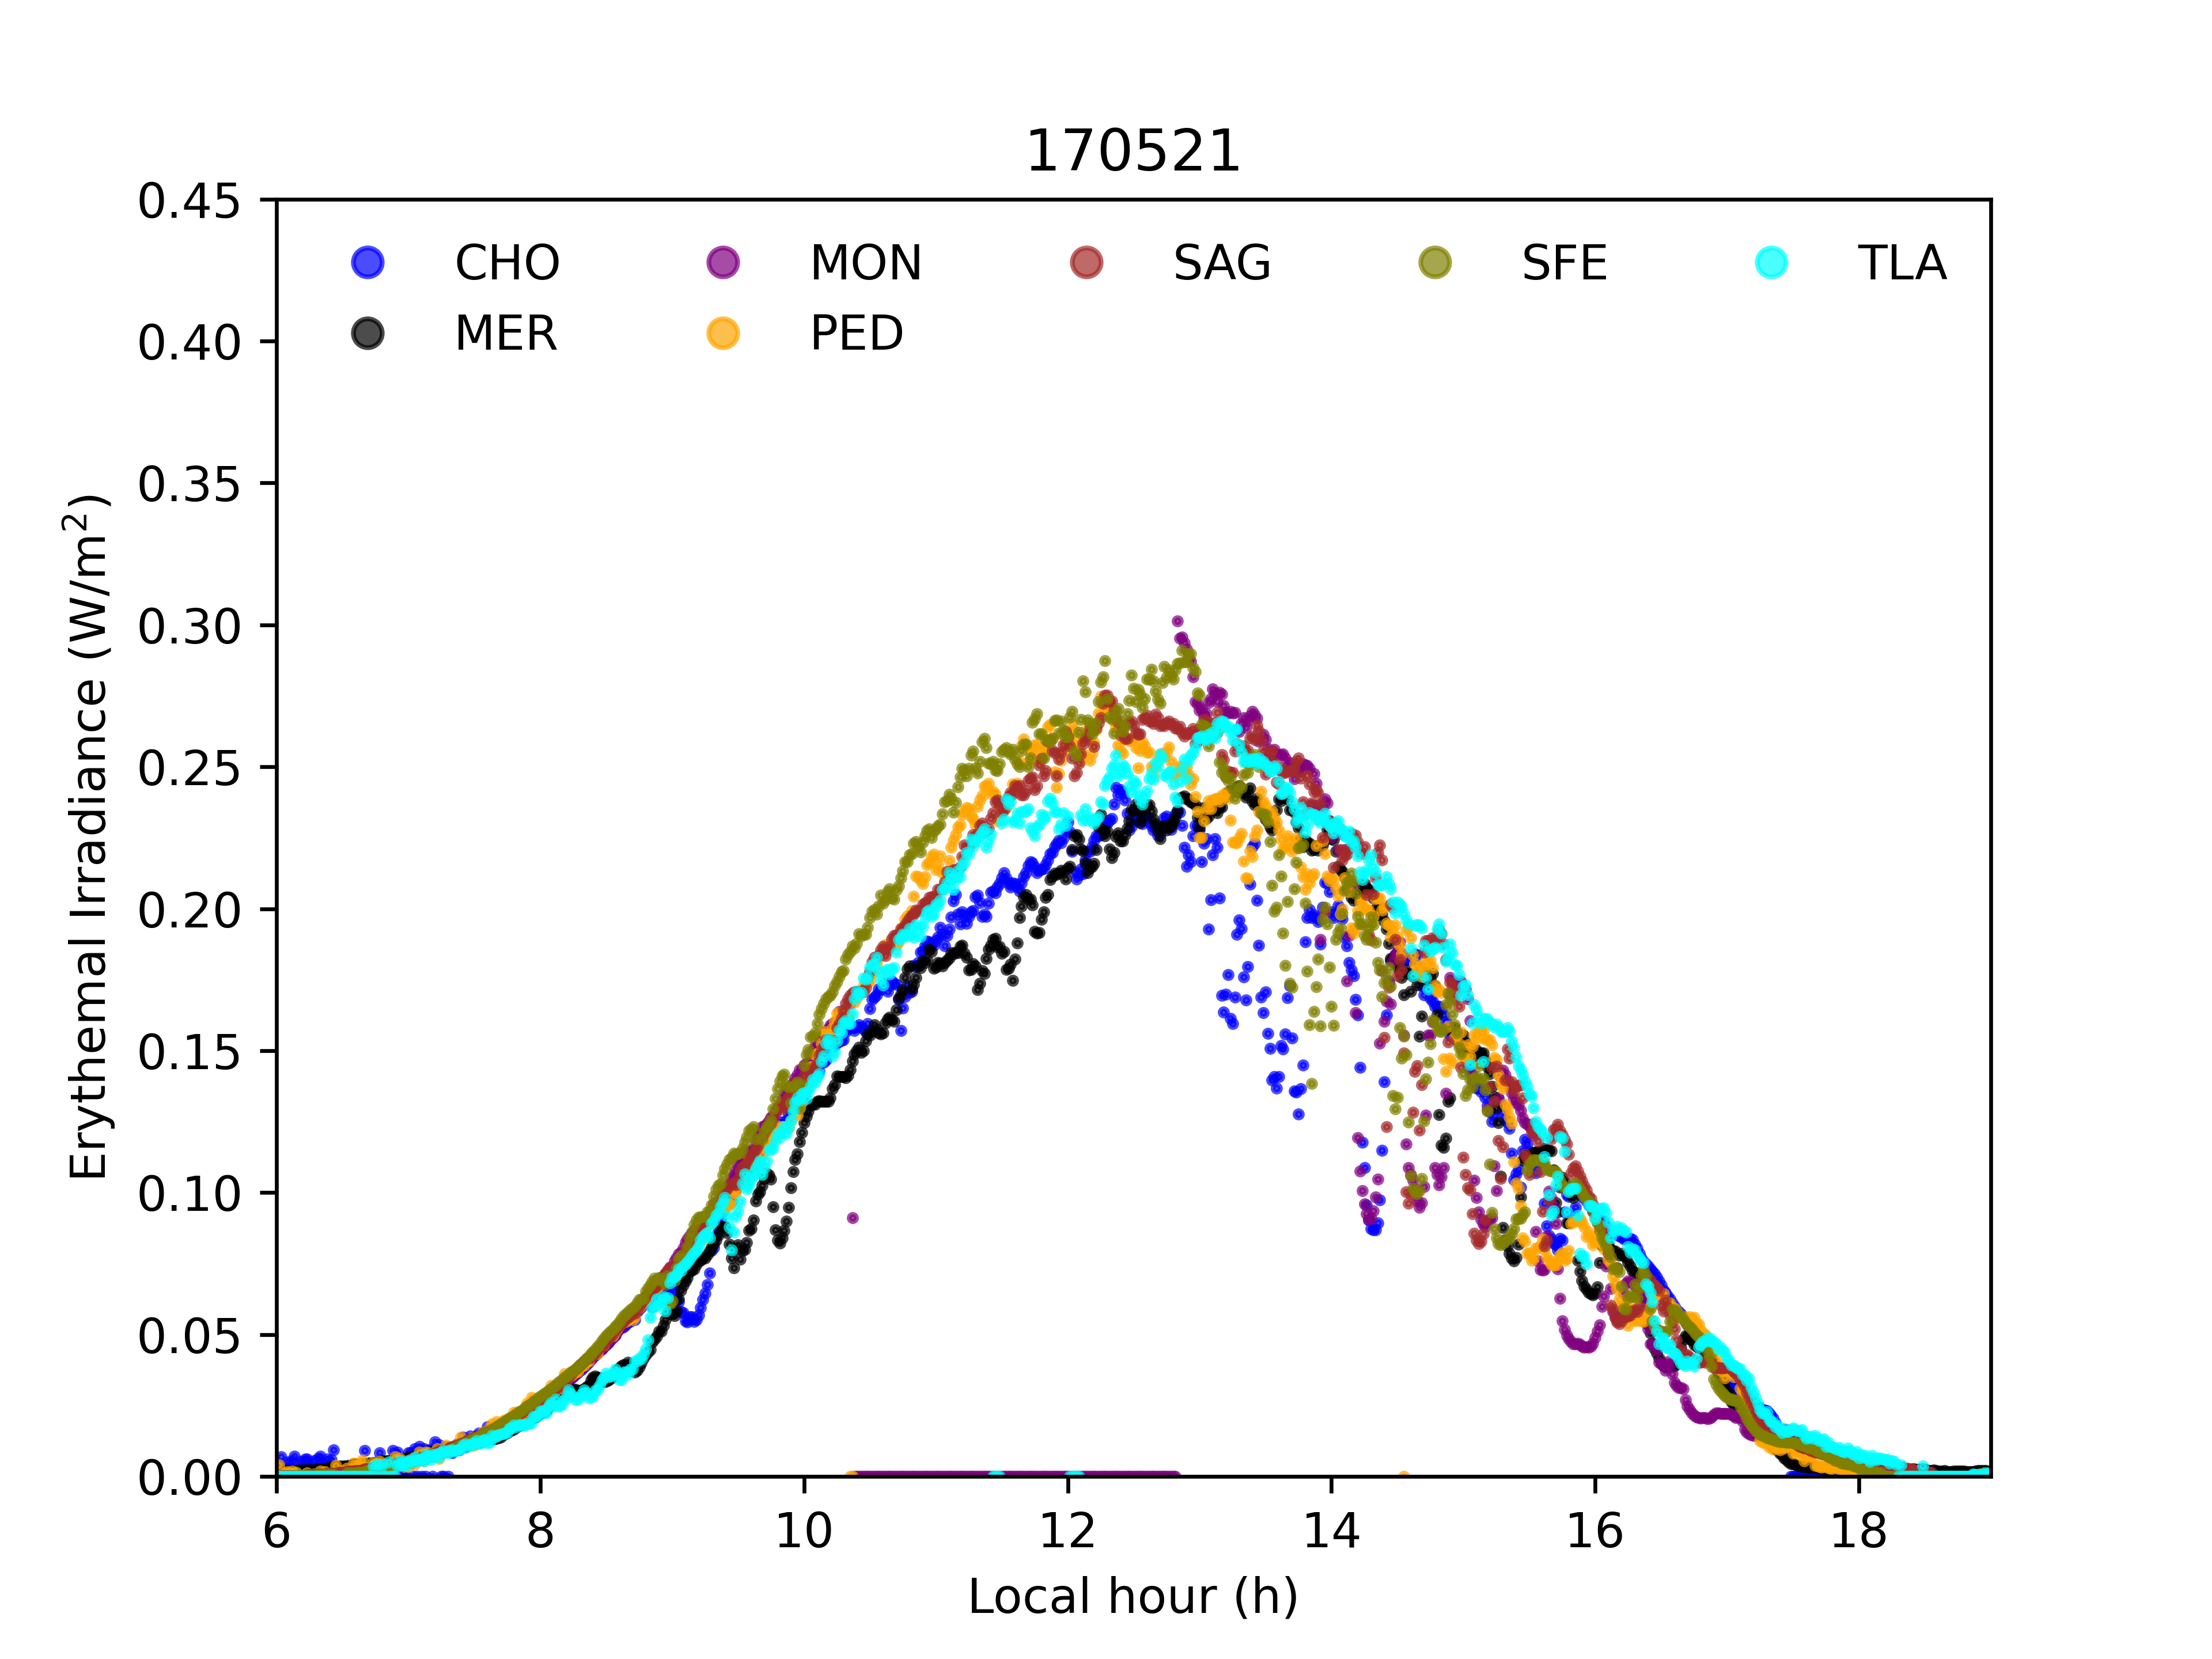 170521
Erythemal Irradiance (W/m²)
0.45
0.40
0.35
0.30
0.25
0.20
0.15
0.10
0.05
0.00
CHO MON SAG SFE TLA
MER PED
6 8 10 12 14 16 18
Local hour (h)